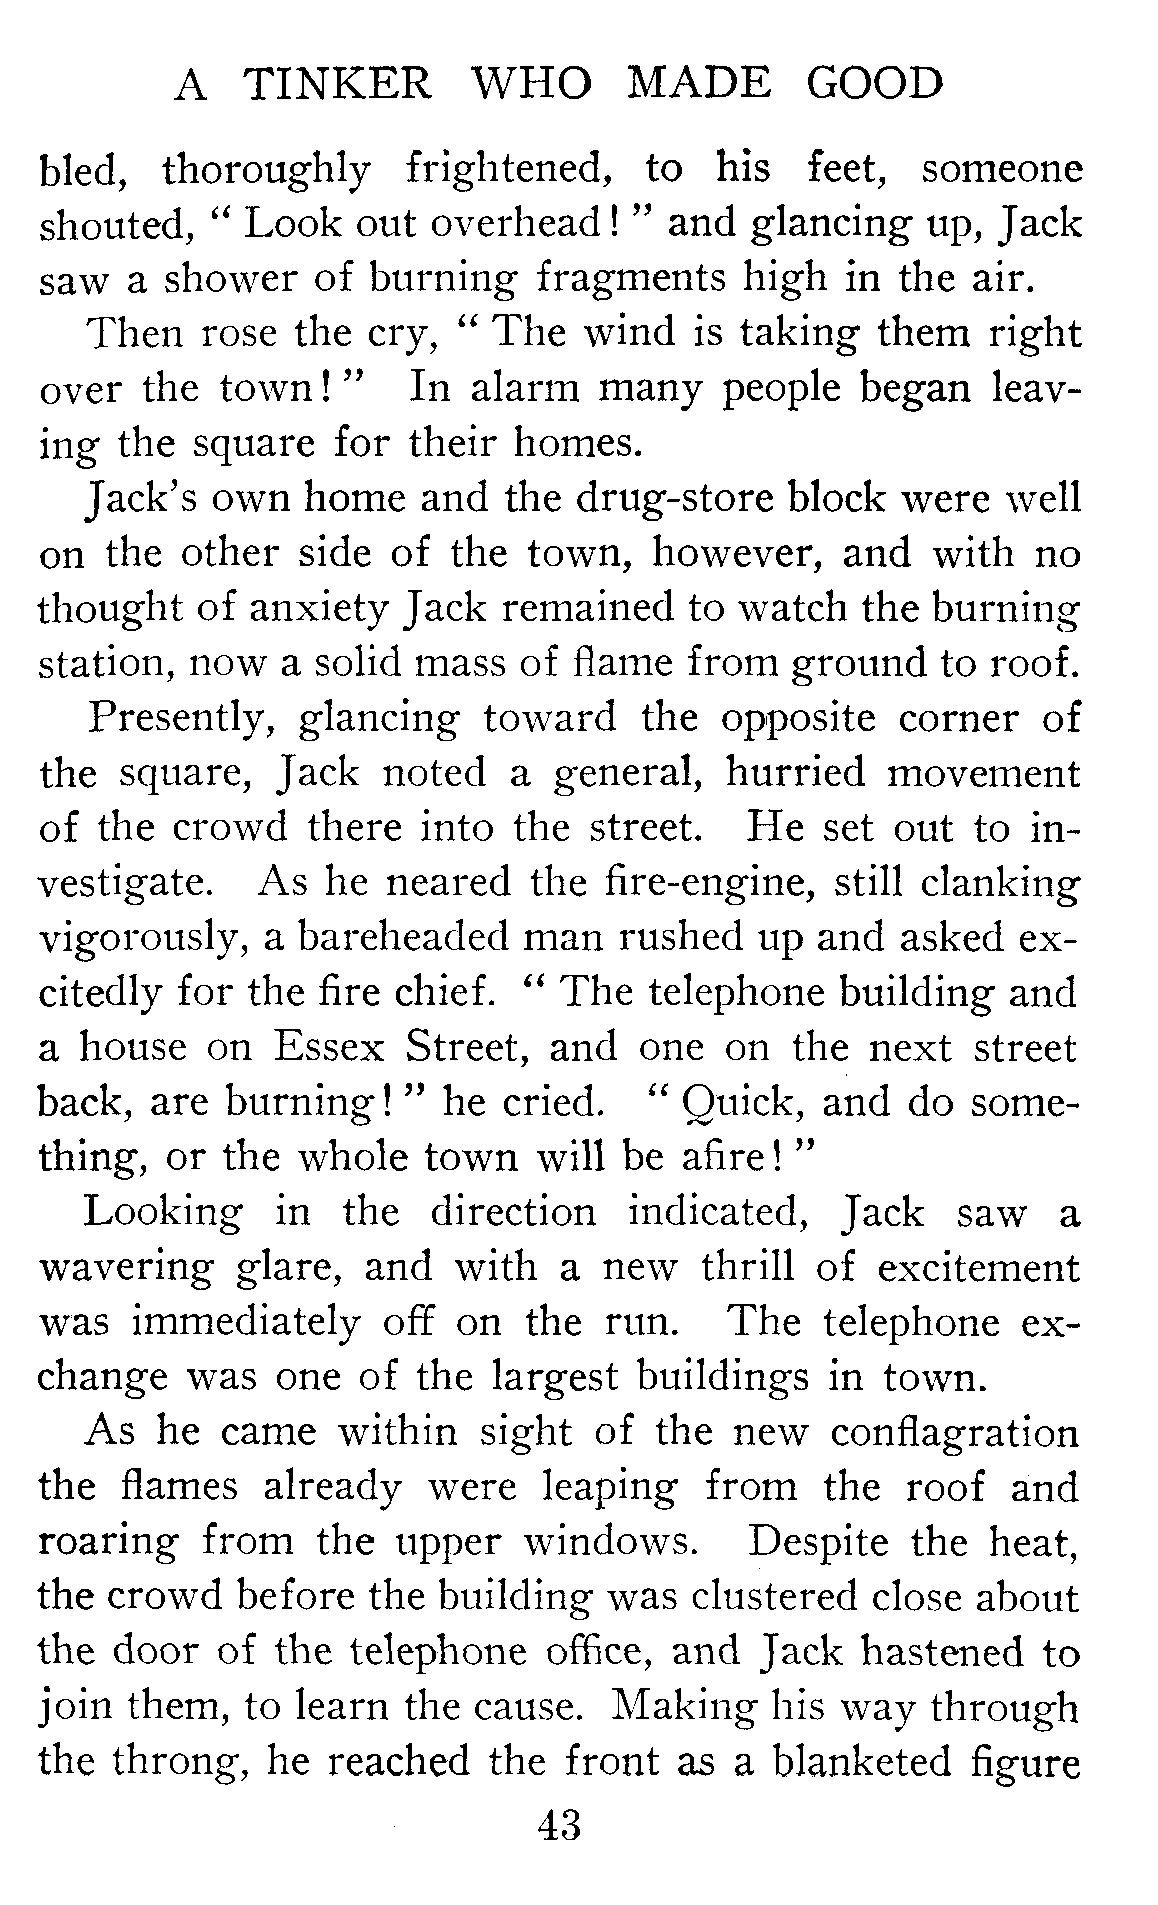 A TINKER WHO MADE GOOD
bled, thoroughly frightened, to his feet, someone
shouted, “ Look out overhead ! ” and glancing up, Jack
saw a shower of burning fragments high in the air.
Then rose the cry, “ The wind is taking them right
over the town ! ” In alarm many people began leav-
ing the square for their homes.
Jack’s own home and the drug-store block were well
on the other side of the town, however, and with no
thought of anxiety Jack remained to watch the burning
station, now a solid mass of flame from ground to roof.
Presently, glancing toward the opposite corner of
the square, Jack noted a general, hurried movement
of the crowd there into the street. He set out to in-
vestigate. As he neared the fire-engine, still clanking
vigorously, a bareheaded man rushed up and asked ex-
citedly for the fire chief. “ The telephone building and
a house on Essex Street, and one on the next street
back, are burning ! ” he cried. “ Quick, and do some-
thing, or the whole town will be afire ! ”
Looking in the direction indicated, Jack saw a
wavering glare, and with a new thrill of excitement
was immediately off on the run. The telephone ex-
change was one of the largest buildings in town.
As he came within sight of the new conflagration
the flames already were leaping from the roof and
roaring from the upper windows. Despite the heat,
the crowd before the building was clustered close about
the door of the telephone office, and Jack hastened to
join them, to learn the cause. Making his way through
the throng, he reached the front as a blanketed figure
43